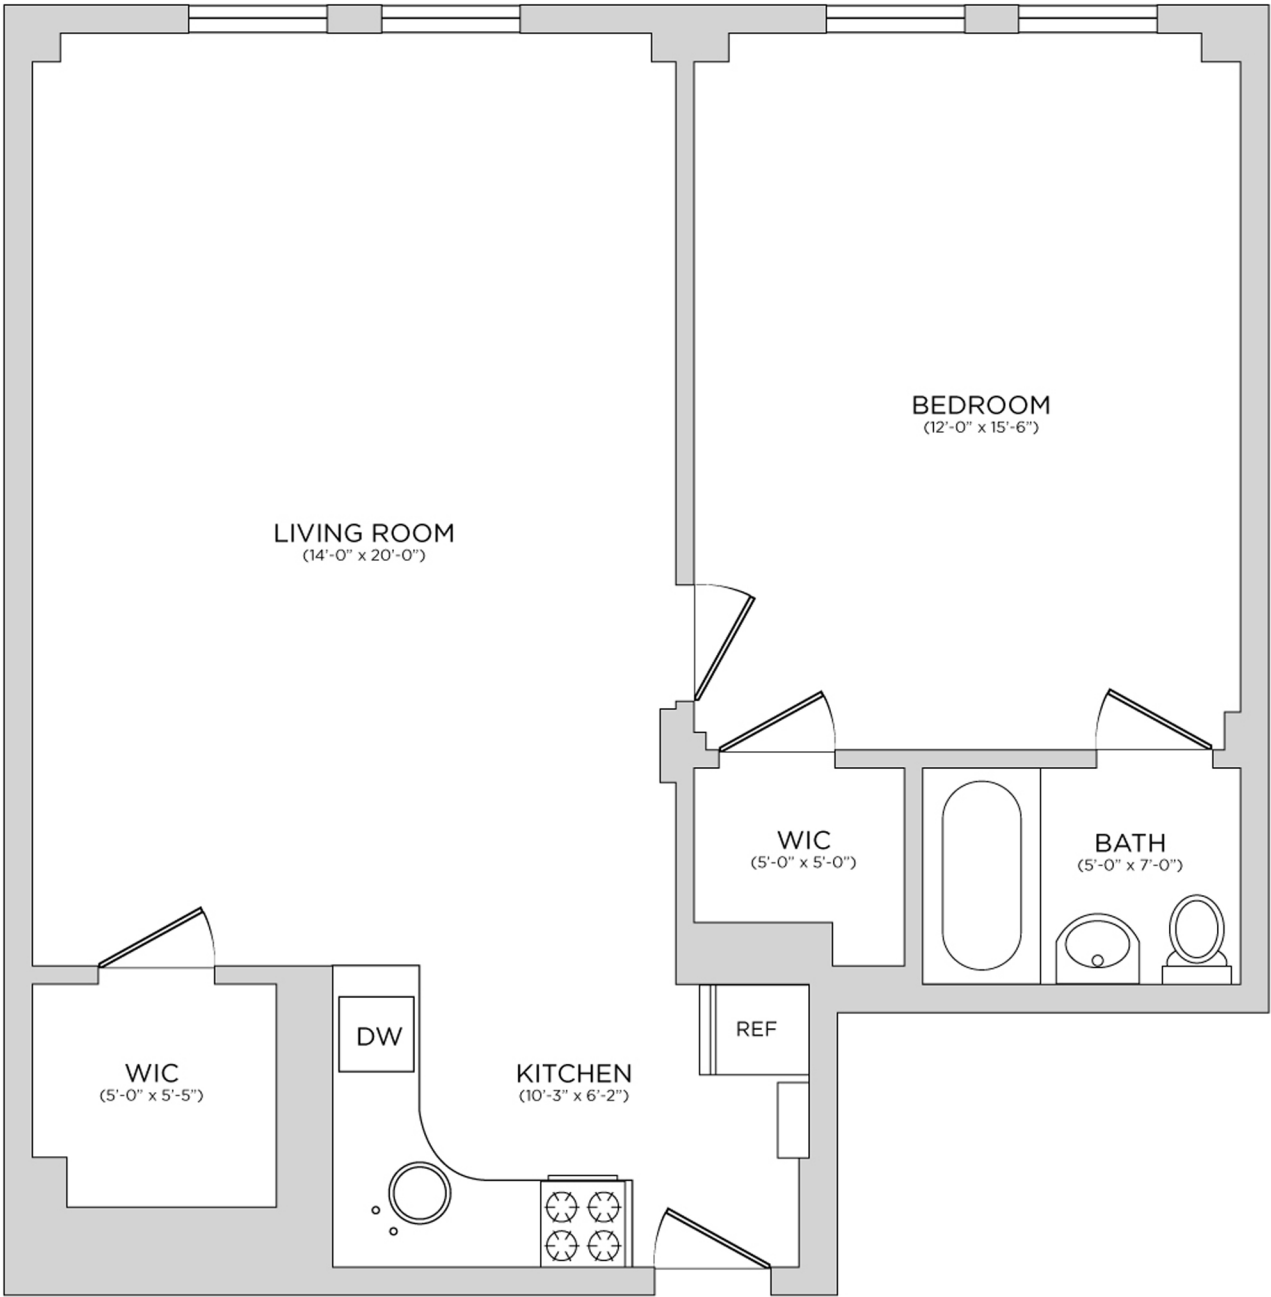 BEDROOM
(12'-0" x 15'-6")
LIVING ROOM
(14'-0" x 20'-0")
WIC
(5'-0" x 5'-0")
BATH
(5'-0" x 7'-0")
REF
DW
WIC
(5'-0" x 5'-5")
KITCHEN
(10'-3" x 6'-2")